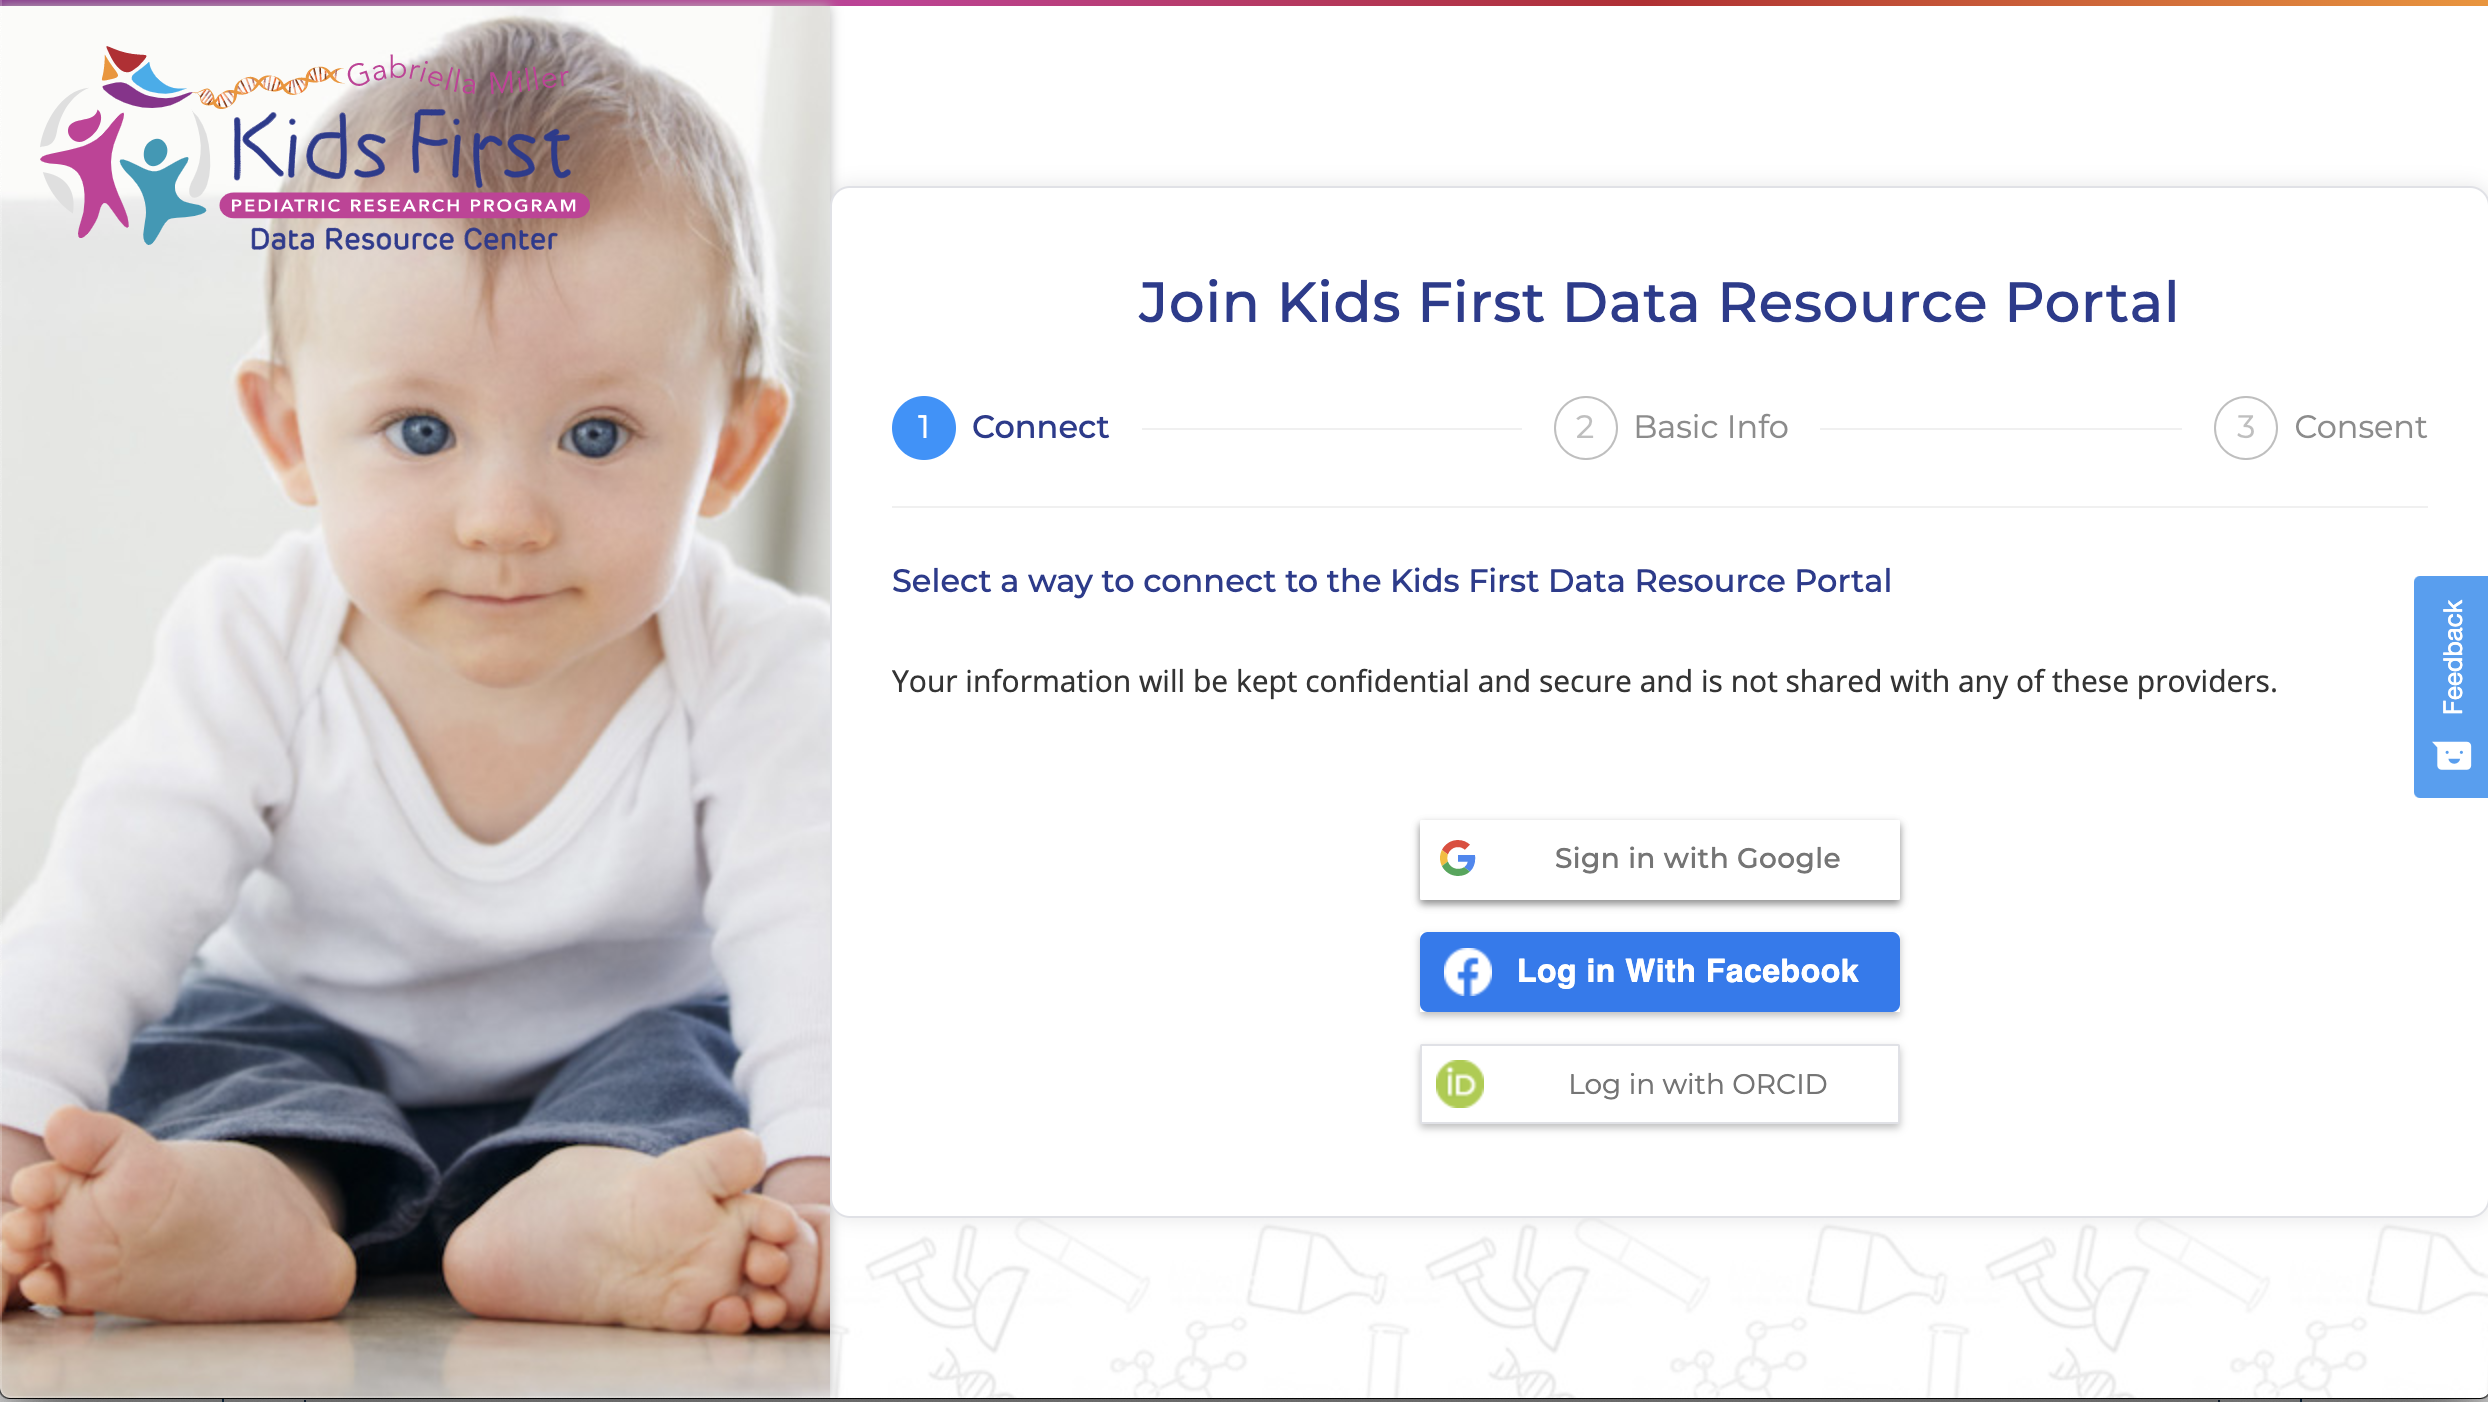 Gabriella Miller
Kids First
PEDIATRIC RESEARCH PROGRAM
Data Resource Center
Join Kids First Data Resource Portal
1 Connect
2 Basic Info
3 Consent
Select a way to connect to the Kids First Data Resource Portal
Your information will be kept confidential and secure and is not shared with any of these providers.
Feedback
Sign in with Google
Log in With Facebook
iD Log in with ORCID